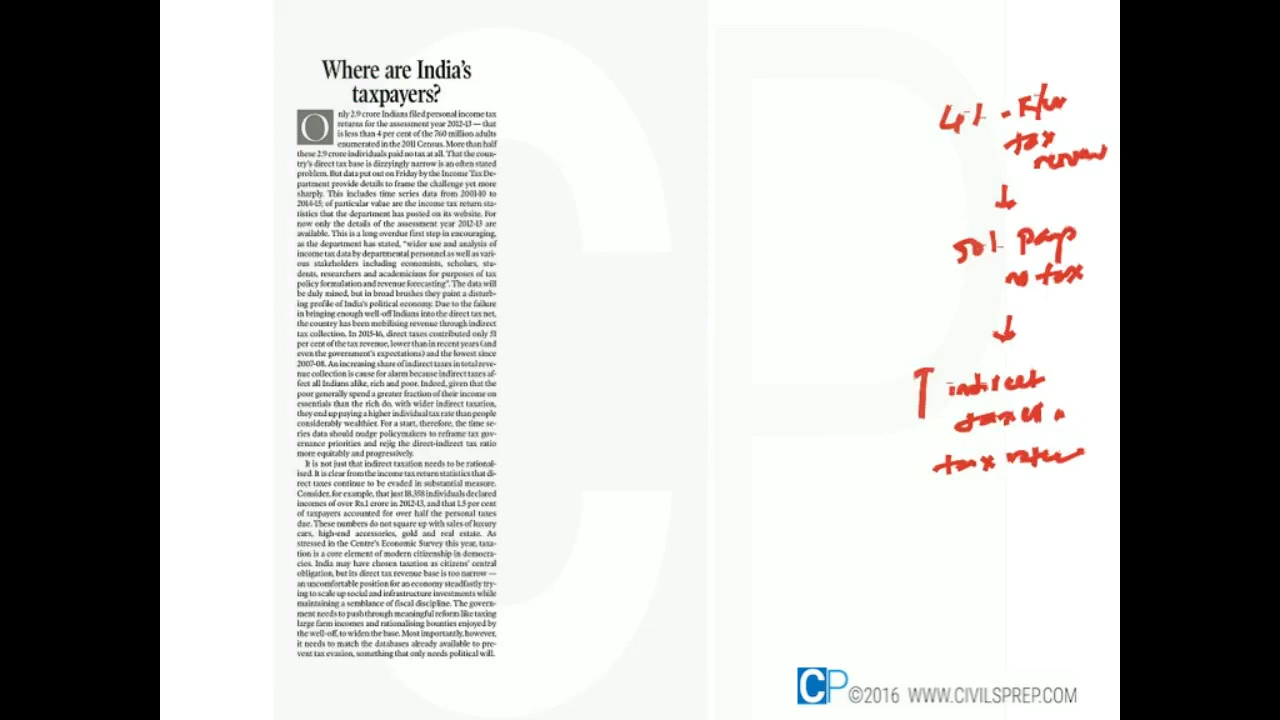 Where are India's
taxpayers?
Only 2.9 crore Indians filed personal income tax
returns for the assessment year 2012-13 — that
is less than 4 per cent of the 760 million adults
enumerated in the 2011 Census. More than half
these 2.9 crore individuals paid no tax at all. That the coun-
try's direct tax base is dizzyingly narrow is an often stated
problem. But data put out on Friday by the Income Tax De-
partment provide details to frame the challenge yet more
sharply. This includes time series data from 2001-10 to
2014-15; of particular value are the income tax return sta-
tistics that the department has posted on its website. For
now only the details of the assessment year 2012-13 are
available. This is a long overdue first step in encouraging,
as the department has stated, "wider use and analysis of
income tax data by departmental personnel as well as vari-
ous stakeholders including economists, scholars, stu-
dents, researchers and academicians for purposes of tax
policy formulation and revenue forecasting". The data will
be duly mined, but in broad brushes they paint a disturb-
ing profile of India's political economy. Due to the failure
in bringing enough well-off Indians into the direct tax net,
the country has been mobilising revenue through indirect
tax collection. In 2015-16, direct taxes contributed only 51
per cent of the tax revenue, lower than in recent years (and
even the government's expectations) and the lowest since
2007-08. An increasing share of indirect taxes in total reve-
nue collection is cause for alarm because indirect taxes af-
fect all Indians alike, rich and poor. Indeed, given that the
poor generally spend a greater fraction of their income on
essentials than the rich do, with wider indirect taxation,
they end up paying a higher individual tax rate than people
considerably wealthier. For a start, therefore, the time se-
ries data should nudge policymakers to reframe tax gov-
ernance priorities and rejig the direct-indirect tax ratio
more equitably and progressively.
It is not just that indirect taxation needs to be rational-
ised. It is clear from the income tax return statistics that di-
rect taxes continue to be evaded in substantial measure.
Consider, for example, that just 18,358 individuals declared
incomes of over Rs.1 crore in 2012-13, and that 1.5 per cent
of taxpayers accounted for over half the personal taxes
due. These numbers do not square up with sales of luxury
cars, high-end accessories, gold and real estate. As
stressed in the Centre's Economic Survey this year, taxa-
tion is a core element of modern citizenship in democra-
cies. India may have chosen taxation as citizens' central
obligation, but its direct tax revenue base is too narrow —
an uncomfortable position for an economy steadfastly try-
ing to scale up social and infrastructure investments while
maintaining a semblance of fiscal discipline. The govern-
ment needs to push through meaningful reform like taxing
large farm incomes and rationalising bounties enjoyed by
the well-off, to widen the base. Most importantly, however,
it needs to match the databases already available to pre-
vent tax evasion, something that only needs political will.
4%
tax
50% pay
no tax
indirect
taxes
tax rates
CP ©2016 WWW.CIVILSPREP.COM